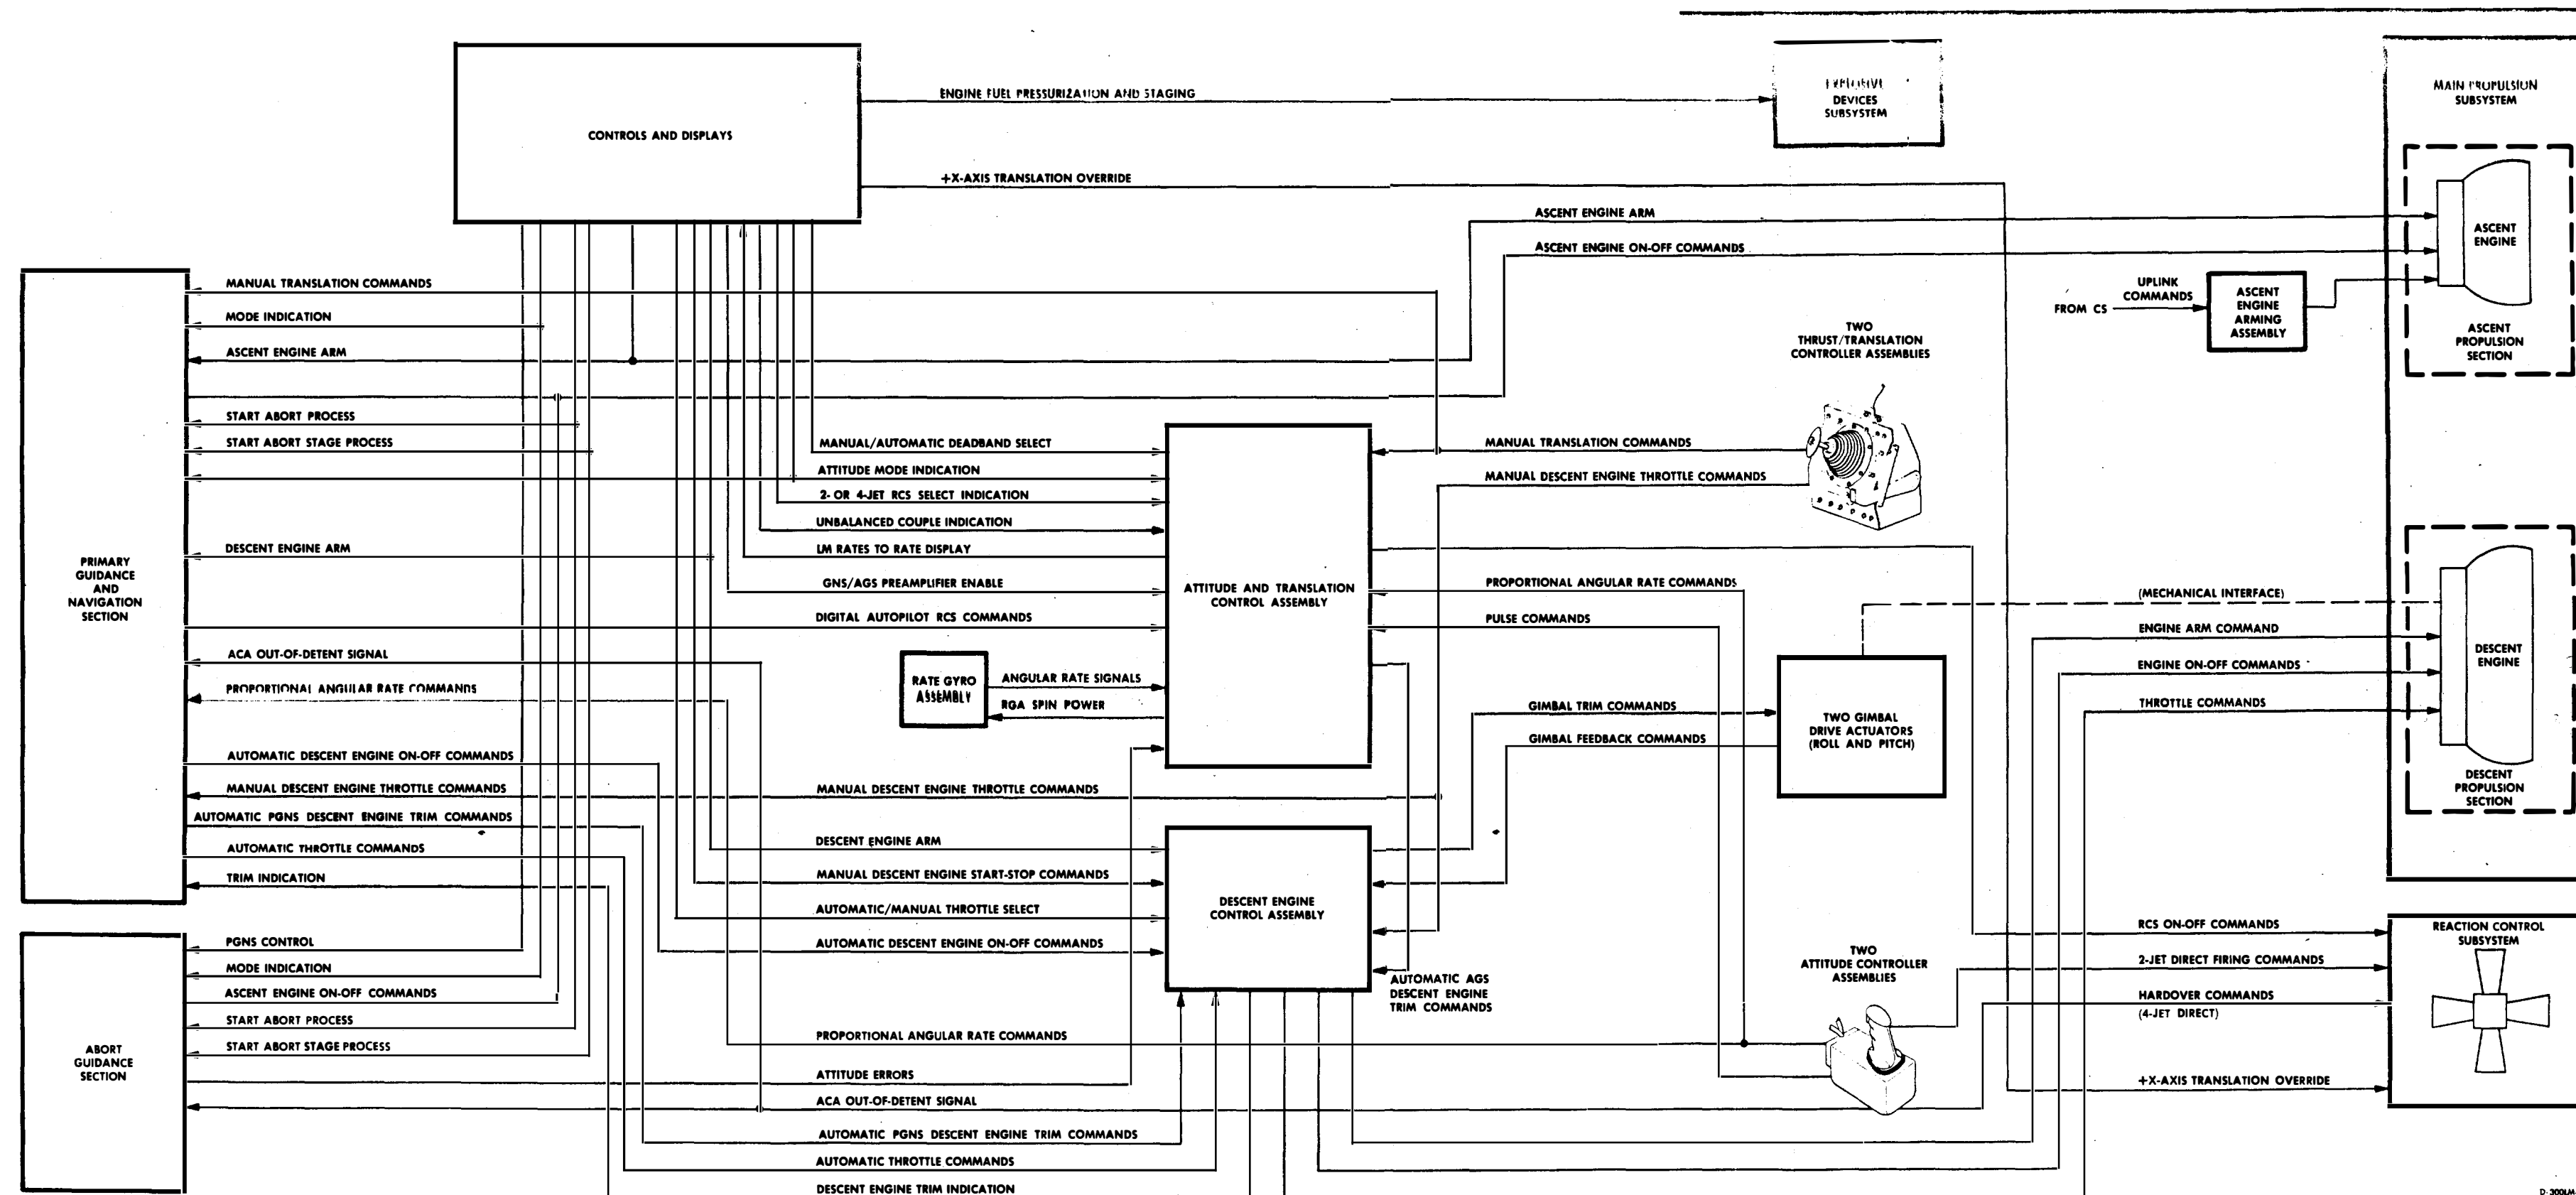 CONTROLS AND DISPLAYS
ENGINE FUEL PRESSURIZATION AND STAGING
+X-AXIS TRANSLATION OVERRIDE
EXPLOSIVE
DEVICES
SUBSYSTEM
MAIN PROPULSION
SUBSYSTEM
ASCENT ENGINE ARM
ASCENT ENGINE ON-OFF COMMANDS
ASCENT
ENGINE
UPLINK
COMMANDS
FROM CS
ASCENT
ENGINE
ARMING
ASSEMBLY
ASCENT
PROPULSION
SECTION
MANUAL TRANSLATION COMMANDS
MODE INDICATION
ASCENT ENGINE ARM
START ABORT PROCESS
START ABORT STAGE PROCESS
DESCENT ENGINE ARM
PRIMARY
GUIDANCE
AND
NAVIGATION
SECTION
ACA OUT-OF-DETENT SIGNAL
PROPORTIONAL ANGULAR RATE COMMANDS
AUTOMATIC DESCENT ENGINE ON-OFF COMMANDS
MANUAL DESCENT ENGINE THROTTLE COMMANDS
AUTOMATIC PGNS DESCENT ENGINE TRIM COMMANDS
AUTOMATIC THROTTLE COMMANDS
TRIM INDICATION
MANUAL/AUTOMATIC DEADBAND SELECT
ATTITUDE MODE INDICATION
2- OR 4-JET RCS SELECT INDICATION
UNBALANCED COUPLE INDICATION
LM RATES TO RATE DISPLAY
GNS/AGS PREAMPLIFIER ENABLE
DIGITAL AUTOPILOT RCS COMMANDS
RATE GYRO
ASSEMBLY
ANGULAR RATE SIGNALS
RGA SPIN POWER
ATTITUDE AND TRANSLATION
CONTROL ASSEMBLY
TWO
THRUST/TRANSLATION
CONTROLLER ASSEMBLIES
MANUAL TRANSLATION COMMANDS
MANUAL DESCENT ENGINE THROTTLE COMMANDS
PROPORTIONAL ANGULAR RATE COMMANDS
PULSE COMMANDS
GIMBAL TRIM COMMANDS
GIMBAL FEEDBACK COMMANDS
TWO GIMBAL
DRIVE ACTUATORS
(ROLL AND PITCH)
(MECHANICAL INTERFACE)
ENGINE ARM COMMAND
ENGINE ON-OFF COMMANDS
THROTTLE COMMANDS
DESCENT
ENGINE
DESCENT
PROPULSION
SECTION
MANUAL DESCENT ENGINE THROTTLE COMMANDS
DESCENT ENGINE ARM
MANUAL DESCENT ENGINE START-STOP COMMANDS
AUTOMATIC/MANUAL THROTTLE SELECT
AUTOMATIC DESCENT ENGINE ON-OFF COMMANDS
DESCENT ENGINE
CONTROL ASSEMBLY
AUTOMATIC AGS
DESCENT ENGINE
TRIM COMMANDS
TWO
ATTITUDE CONTROLLER
ASSEMBLIES
RCS ON-OFF COMMANDS
2-JET DIRECT FIRING COMMANDS
HARDOVER COMMANDS
(4-JET DIRECT)
+X-AXIS TRANSLATION OVERRIDE
REACTION CONTROL
SUBSYSTEM
ABORT
GUIDANCE
SECTION
PGNS CONTROL
MODE INDICATION
ASCENT ENGINE ON-OFF COMMANDS
START ABORT PROCESS
START ABORT STAGE PROCESS
PROPORTIONAL ANGULAR RATE COMMANDS
ATTITUDE ERRORS
ACA OUT-OF-DETENT SIGNAL
AUTOMATIC PGNS DESCENT ENGINE TRIM COMMANDS
AUTOMATIC THROTTLE COMMANDS
DESCENT ENGINE TRIM INDICATION